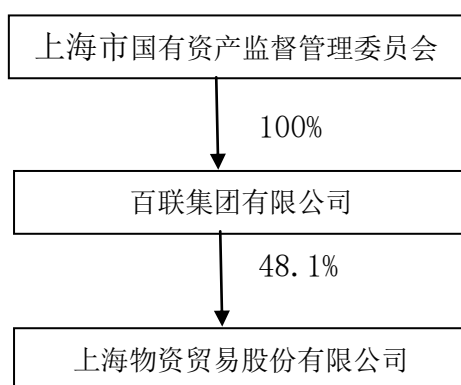 上海市国有资产监督管理委员会
100%
百联集团有限公司
48.1%
上海物资贸易股份有限公司